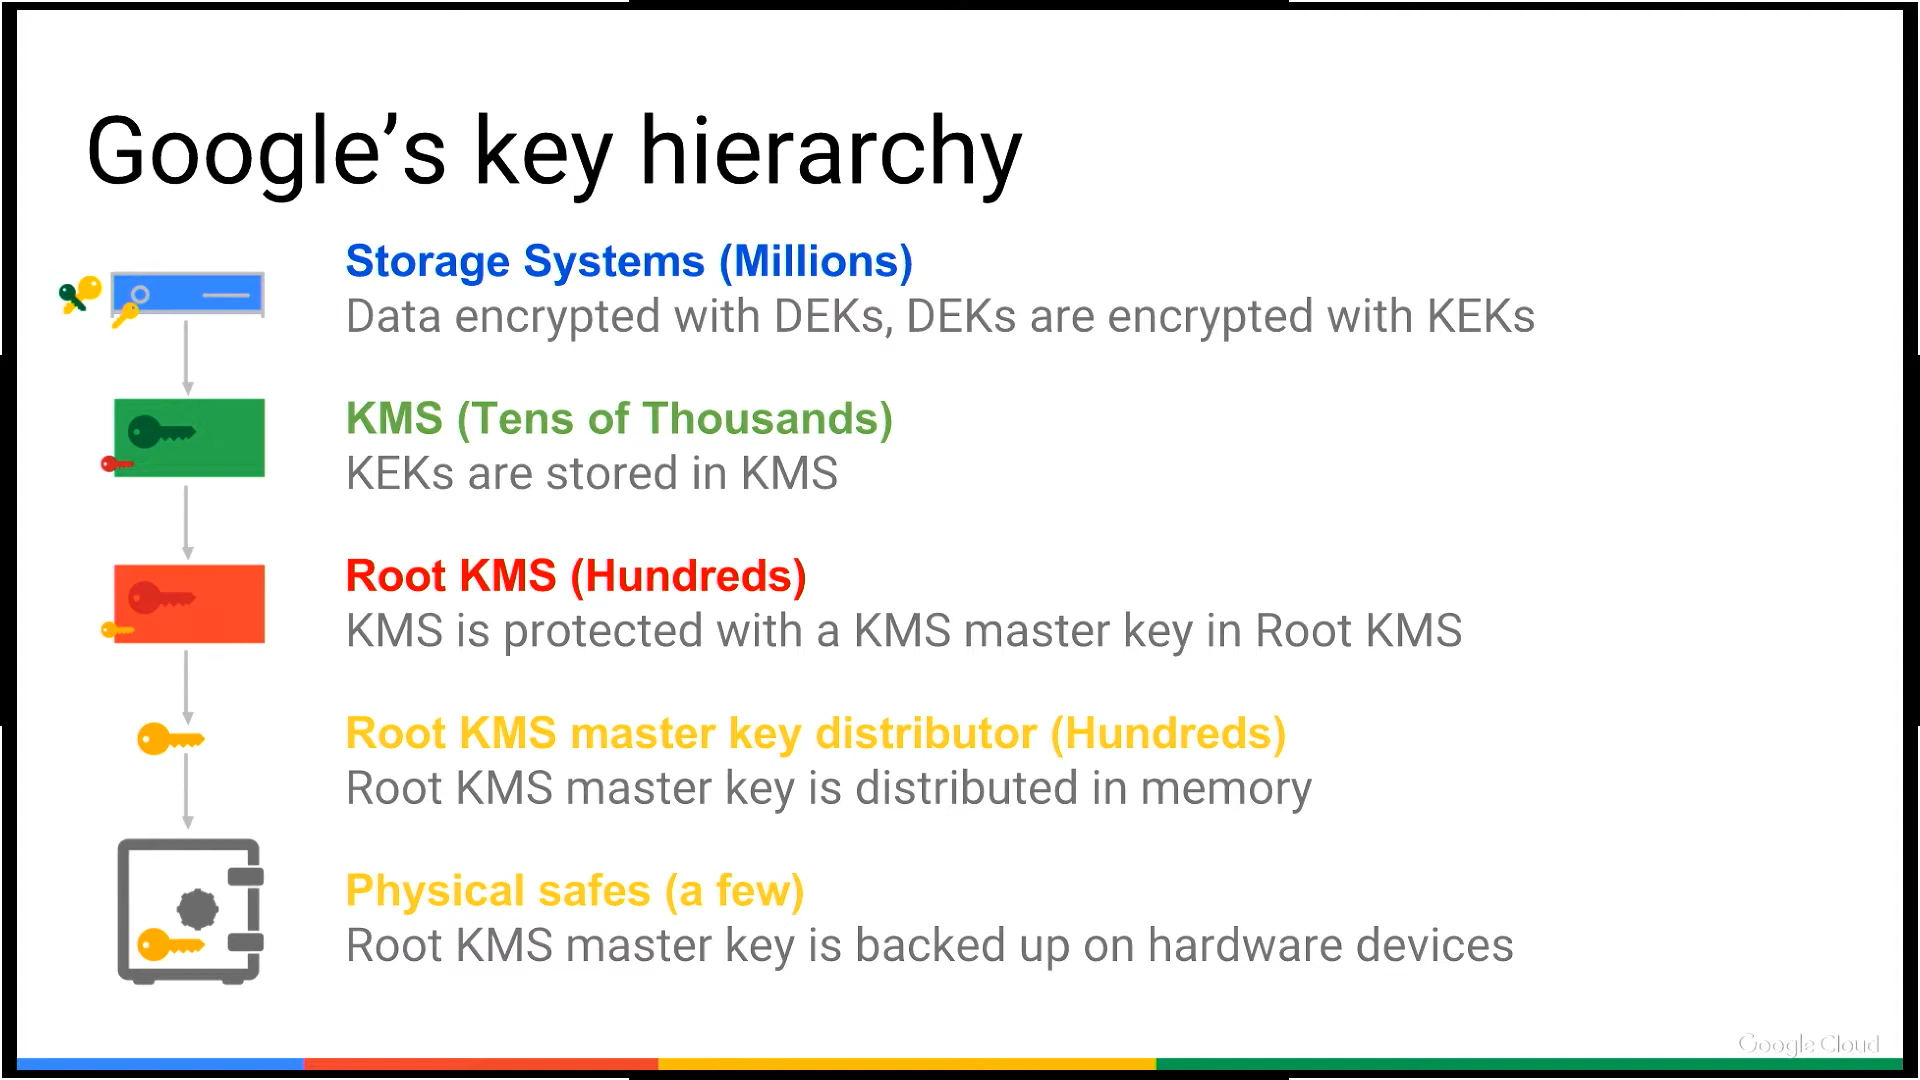 Google’s key hierarchy
Storage Systems (Millions)
Data encrypted with DEKs, DEKs are encrypted with KEKs
KMS (Tens of Thousands)
KEKs are stored in KMS
Root KMS (Hundreds)
KMS is protected with a KMS master key in Root KMS
Root KMS master key distributor (Hundreds)
Root KMS master key is distributed in memory
Physical safes (a few)
Root KMS master key is backed up on hardware devices
Google Cloud